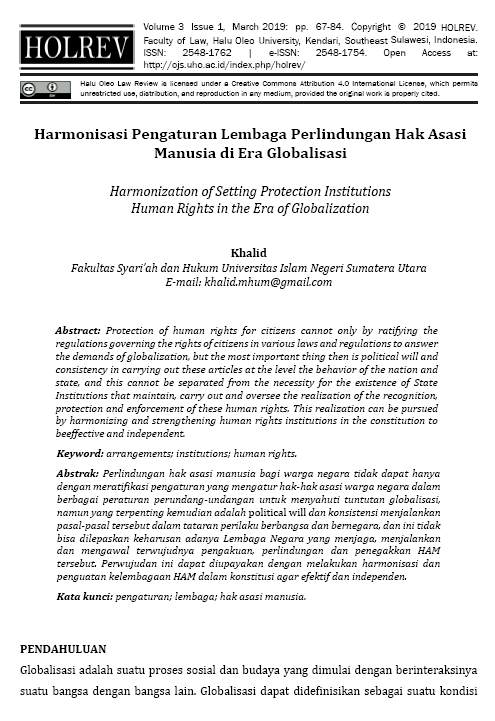 HOLREV
Volume 3 Issue 1, March 2019: pp. 67-84. Copyright © 2019 HOLREV.
Faculty of Law, Halu Oleo University, Kendari, Southeast Sulawesi, Indonesia.
ISSN: 2548-1762 | e-ISSN: 2548-1754. Open Access at:
http://ojs.uho.ac.id/index.php/holrev/
cc BY
Halu Oleo Law Review is licensed under a Creative Commons Attribution 4.0 International License, which permits
unrestricted use, distribution, and reproduction in any medium, provided the original work is properly cited.
Harmonisasi Pengaturan Lembaga Perlindungan Hak Asasi
Manusia di Era Globalisasi
Harmonization of Setting Protection Institutions
Human Rights in the Era of Globalization
Khalid
Fakultas Syari'ah dan Hukum Universitas Islam Negeri Sumatera Utara
E-mail: khalid.mhum@gmail.com
Abstract: Protection of human rights for citizens cannot only by ratifying the
regulations governing the rights of citizens in various laws and regulations to answer
the demands of globalization, but the most important thing then is political will and
consistency in carrying out these articles at the level the behavior of the nation and
state, and this cannot be separated from the necessity for the existence of State
Institutions that maintain, carry out and oversee the realization of the recognition,
protection and enforcement of these human rights. This realization can be pursued
by harmonizing and strengthening human rights institutions in the constitution to
beeffective and independent.
Keyword: arrangements; institutions; human rights.
Abstrak: Perlindungan hak asasi manusia bagi warga negara tidak dapat hanya
dengan meratifikasi pengaturan yang mengatur hak-hak asasi warga negara dalam
berbagai peraturan perundang-undangan untuk menyahuti tuntutan globalisasi,
namun yang terpenting kemudian adalah political will dan konsistensi menjalankan
pasal-pasal tersebut dalam tataran perilaku berbangsa dan bernegara, dan ini tidak
bisa dilepaskan keharusan adanya Lembaga Negara yang menjaga, menjalankan
dan mengawal terwujudnya pengakuan, perlindungan dan penegakkan HAM
tersebut. Perwujudan ini dapat diupayakan dengan melakukan harmonisasi dan
penguatan kelembagaan HAM dalam konstitusi agar efektif dan independen.
Kata kunci: pengaturan; lembaga; hak asasi manusia.
PENDAHULUAN
Globalisasi adalah suatu proses sosial dan budaya yang dimulai dengan berinteraksinya
suatu bangsa dengan bangsa lain. Globalisasi dapat didefinisikan sebagai suatu kondisi